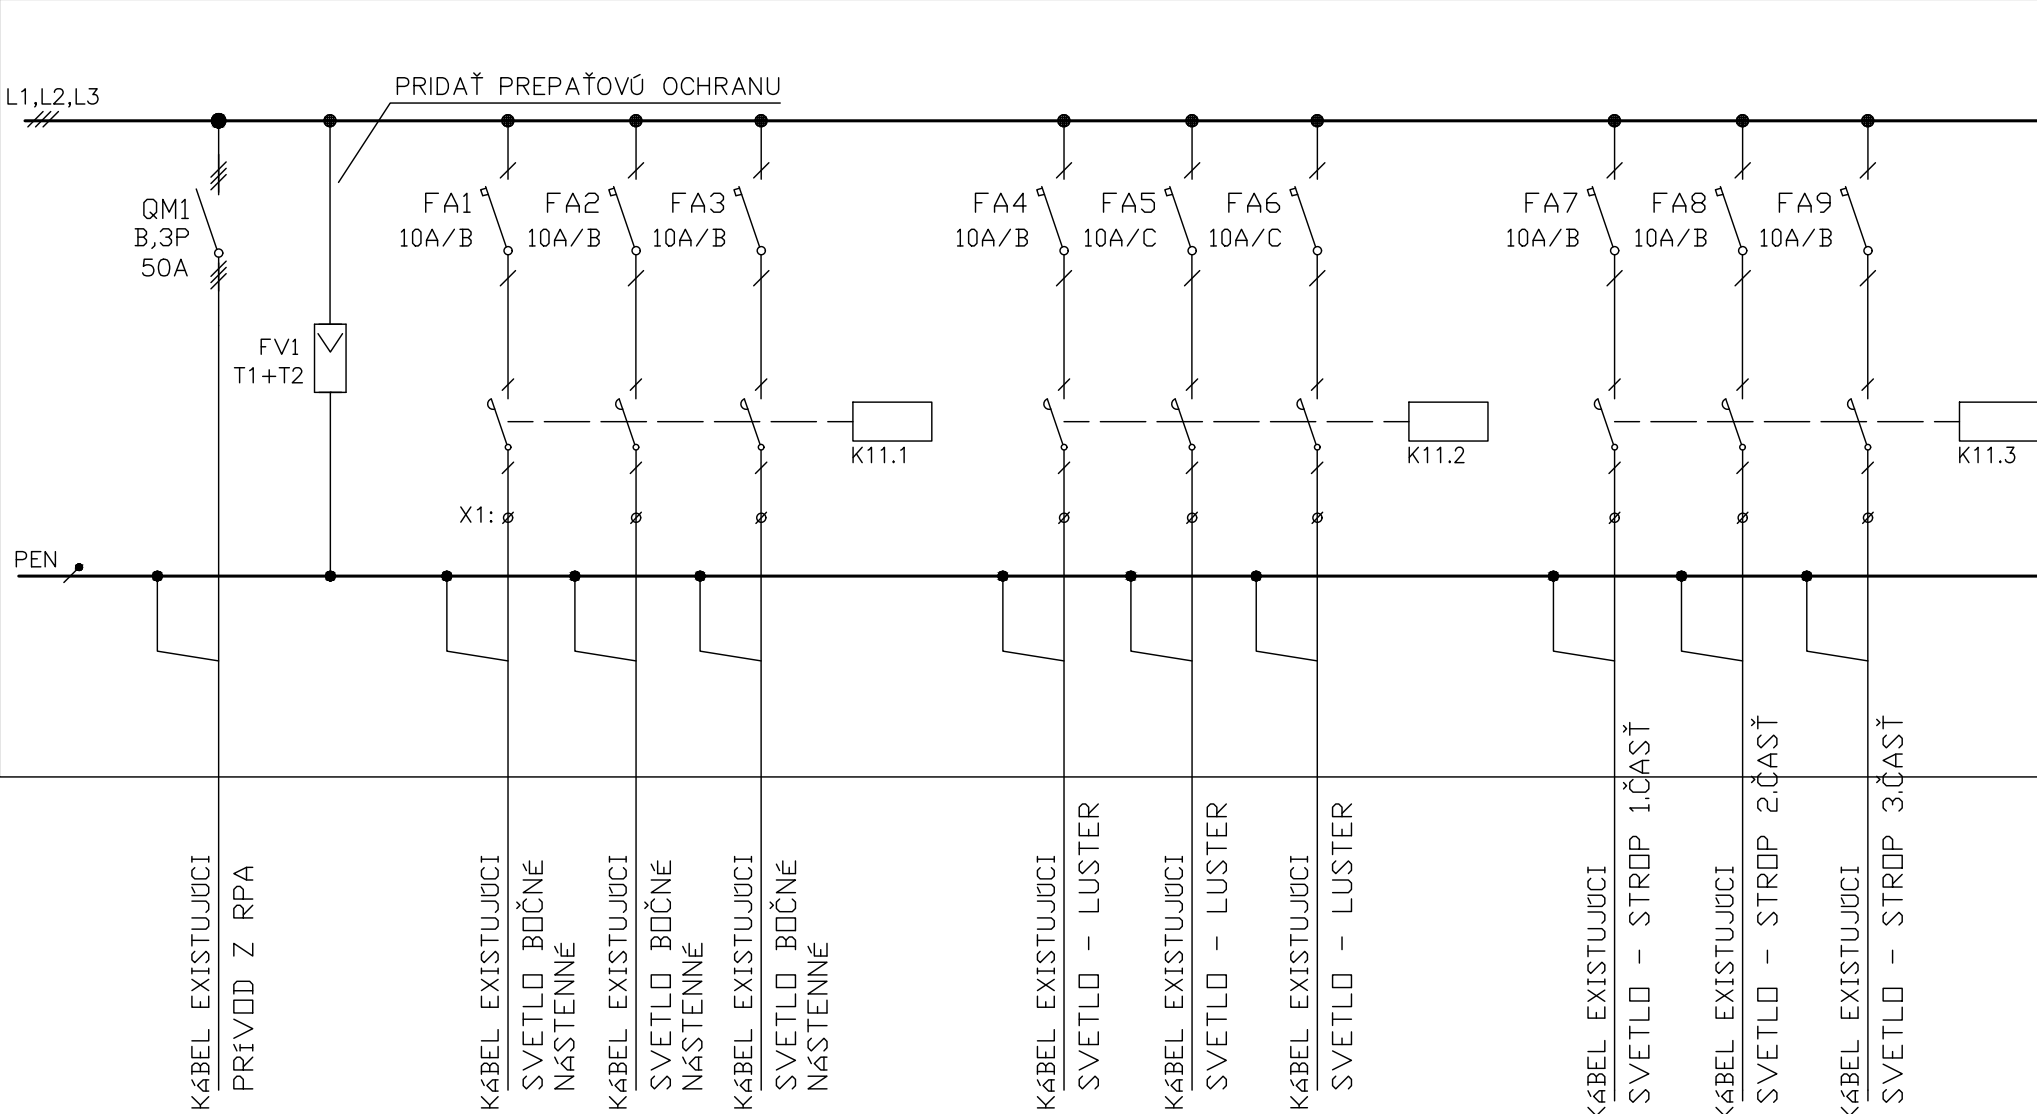 PRIDAŤ PREPAŤOVÚ OCHRANU
L1,L2,L3
QM1
B,3P
50A
FV1
T1+T2
FA1
10A/B
FA2
10A/B
FA3
10A/B
K11.1
FA4
10A/B
FA5
10A/C
FA6
10A/C
K11.2
FA7
10A/B
FA8
10A/B
FA9
10A/B
K11.3
X1:
PEN
KÁBEL EXISTUJÚCI
PRÍVOD Z RPA
KÁBEL EXISTUJÚCI
SVETLO BOČNÉ
NÁSTENNÉ
KÁBEL EXISTUJÚCI
SVETLO BOČNÉ
NÁSTENNÉ
KÁBEL EXISTUJÚCI
SVETLO BOČNÉ
NÁSTENNÉ
KÁBEL EXISTUJÚCI
SVETLO - LUSTER
KÁBEL EXISTUJÚCI
SVETLO - LUSTER
KÁBEL EXISTUJÚCI
SVETLO - LUSTER
KÁBEL EXISTUJÚCI
SVETLO - STROP 1.ČASŤ
KÁBEL EXISTUJÚCI
SVETLO - STROP 2.ČASŤ
KÁBEL EXISTUJÚCI
SVETLO - STROP 3.ČASŤ